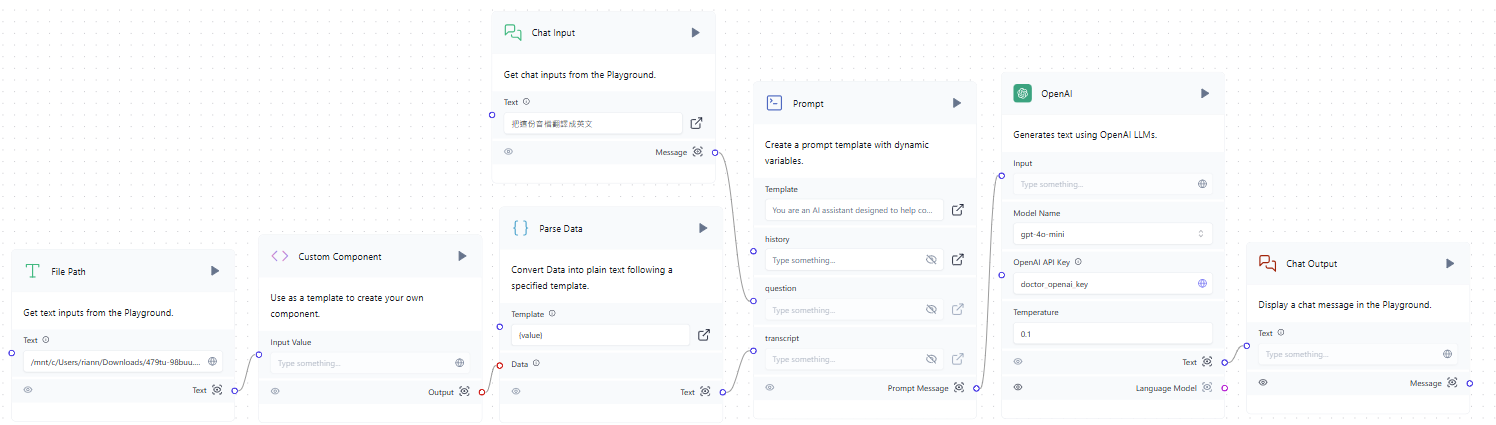 Chat Input
Get chat inputs from the Playground.
Text
把這份音檔翻譯成英文
Message
File Path
Get text inputs from the Playground.
Text
/mnt/c/Users/riann/Downloads/479tu-98buu....
Text
Custom Component
Use as a template to create your own
component.
Input Value
Type something...
Output
Parse Data
Convert Data into plain text following a
specified template.
Template
{value}
Data
Text
Prompt
Create a prompt template with dynamic
variables.
Template
You are an AI assistant designed to help co...
history
Type something...
question
Type something...
transcript
Type something...
Prompt Message
OpenAI
Generates text using OpenAI LLMs.
Input
Type something...
Model Name
gpt-4o-mini
OpenAI API Key
doctor_openai_key
Temperature
0.1
Text
Language Model
Chat Output
Display a chat message in the Playground.
Text
Type something...
Message